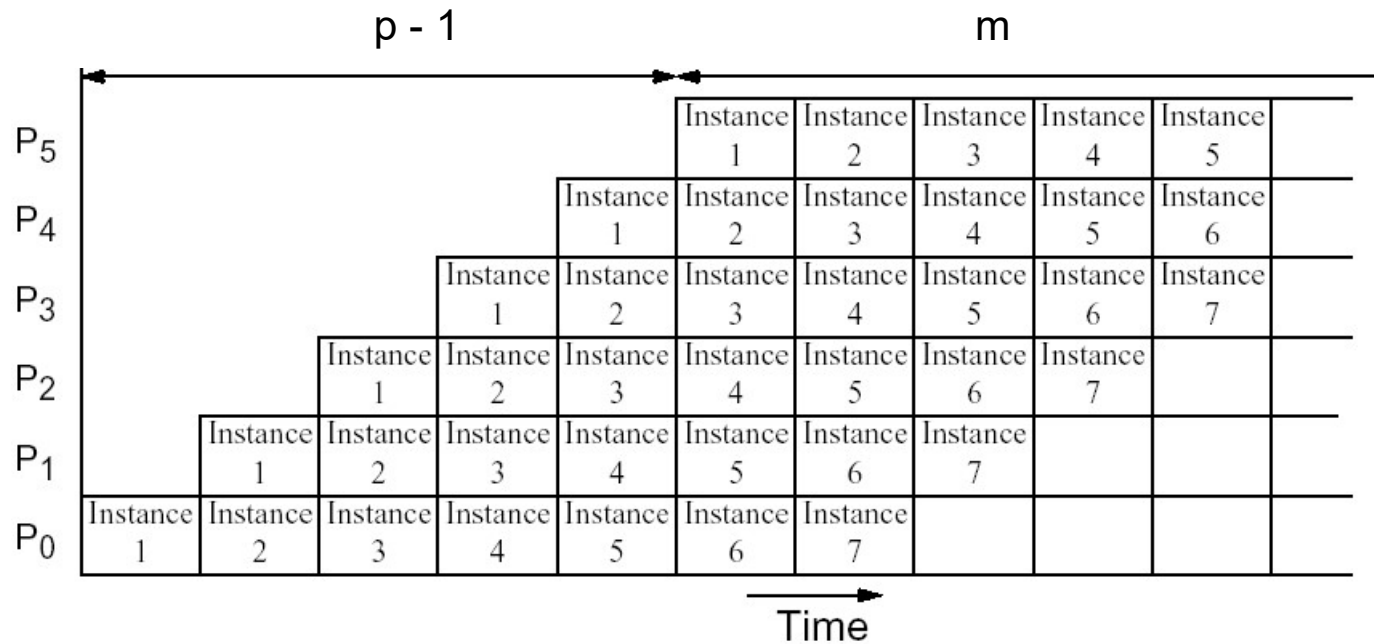 p - 1 m
P5 Instance Instance Instance Instance Instance
1 2 3 4 5
P4 Instance Instance Instance Instance Instance Instance
1 2 3 4 5 6
P3 Instance Instance Instance Instance Instance Instance Instance
1 2 3 4 5 6 7
P2 Instance Instance Instance Instance Instance Instance Instance
1 2 3 4 5 6 7
P1 Instance Instance Instance Instance Instance Instance Instance
1 2 3 4 5 6 7
P0 Instance Instance Instance Instance Instance Instance Instance
1 2 3 4 5 6 7
Time